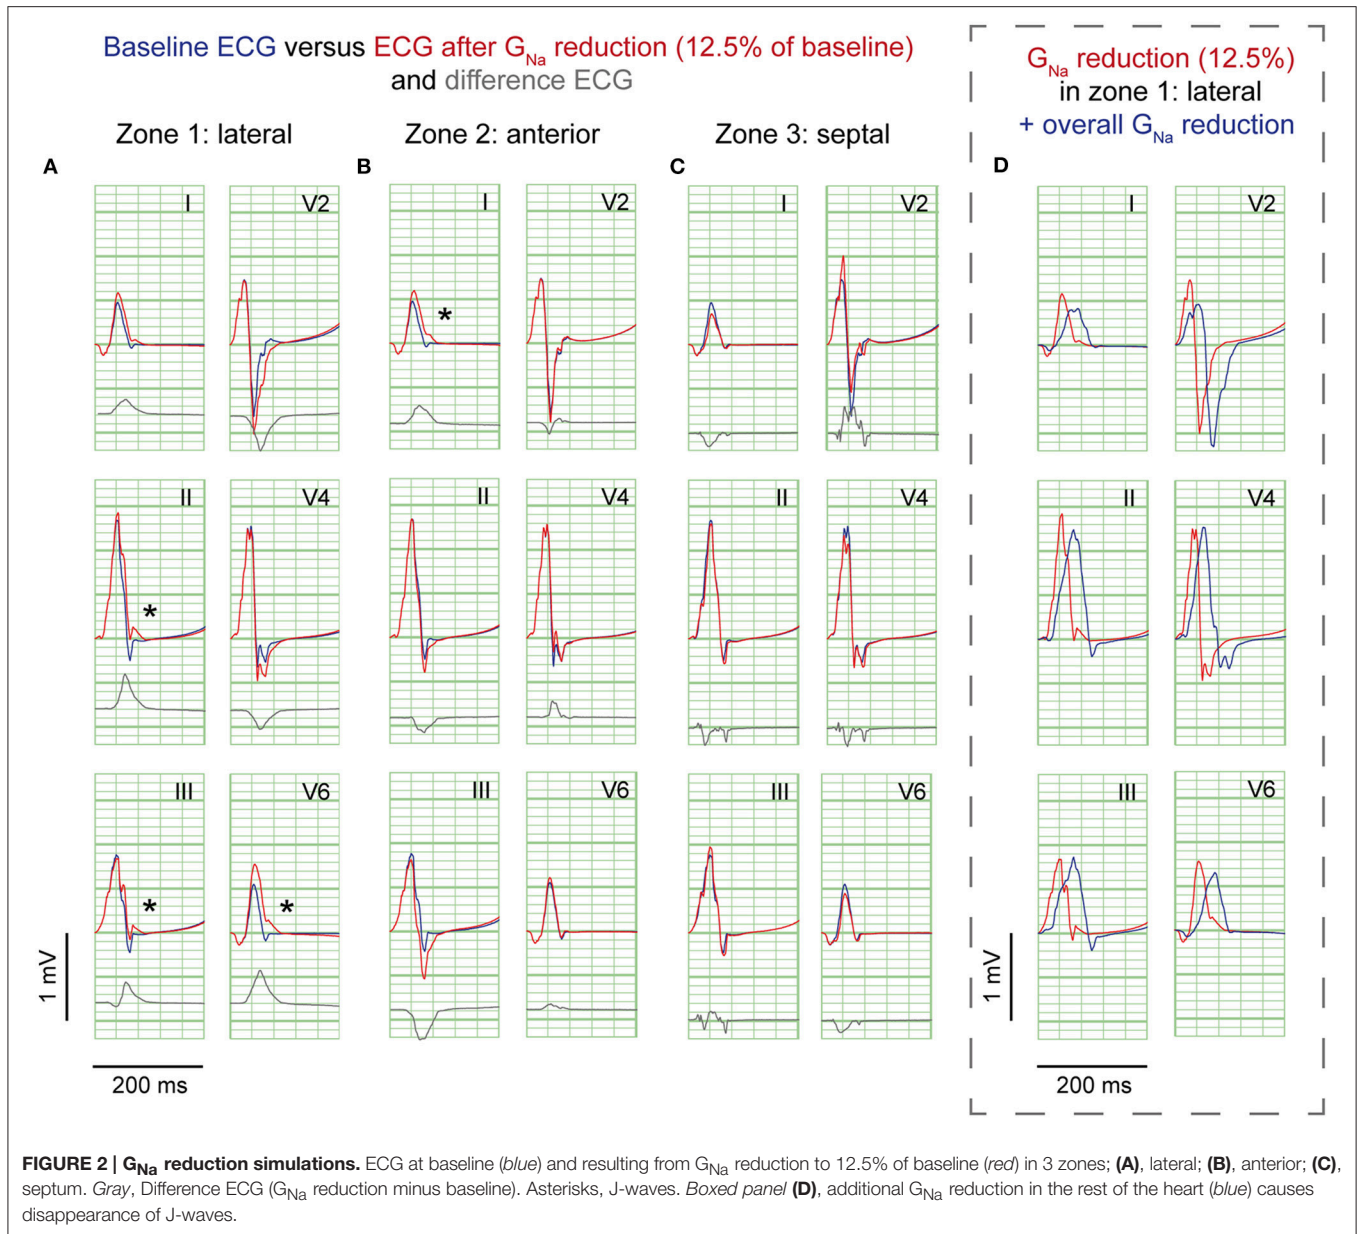 Baseline ECG versus ECG after GNa reduction (12.5% of baseline)
and difference ECG
GNa reduction (12.5%)
in zone 1: lateral
+ overall GNa reduction
Zone 1: lateral
Zone 2: anterior
Zone 3: septal
A
B
C
D
I
V2
I
V2
I
V2
I
V2
*
II
V4
II
V4
II
V4
II
V4
*
III
V6
III
V6
III
V6
III
V6
*
*
1 mV
1 mV
200 ms
200 ms
FIGURE 2 | GNa reduction simulations. ECG at baseline (blue) and resulting from GNa reduction to 12.5% of baseline (red) in 3 zones; (A), lateral; (B), anterior; (C),
septum. Gray, Difference ECG (GNa reduction minus baseline). Asterisks, J-waves. Boxed panel (D), additional GNa reduction in the rest of the heart (blue) causes
disappearance of J-waves.